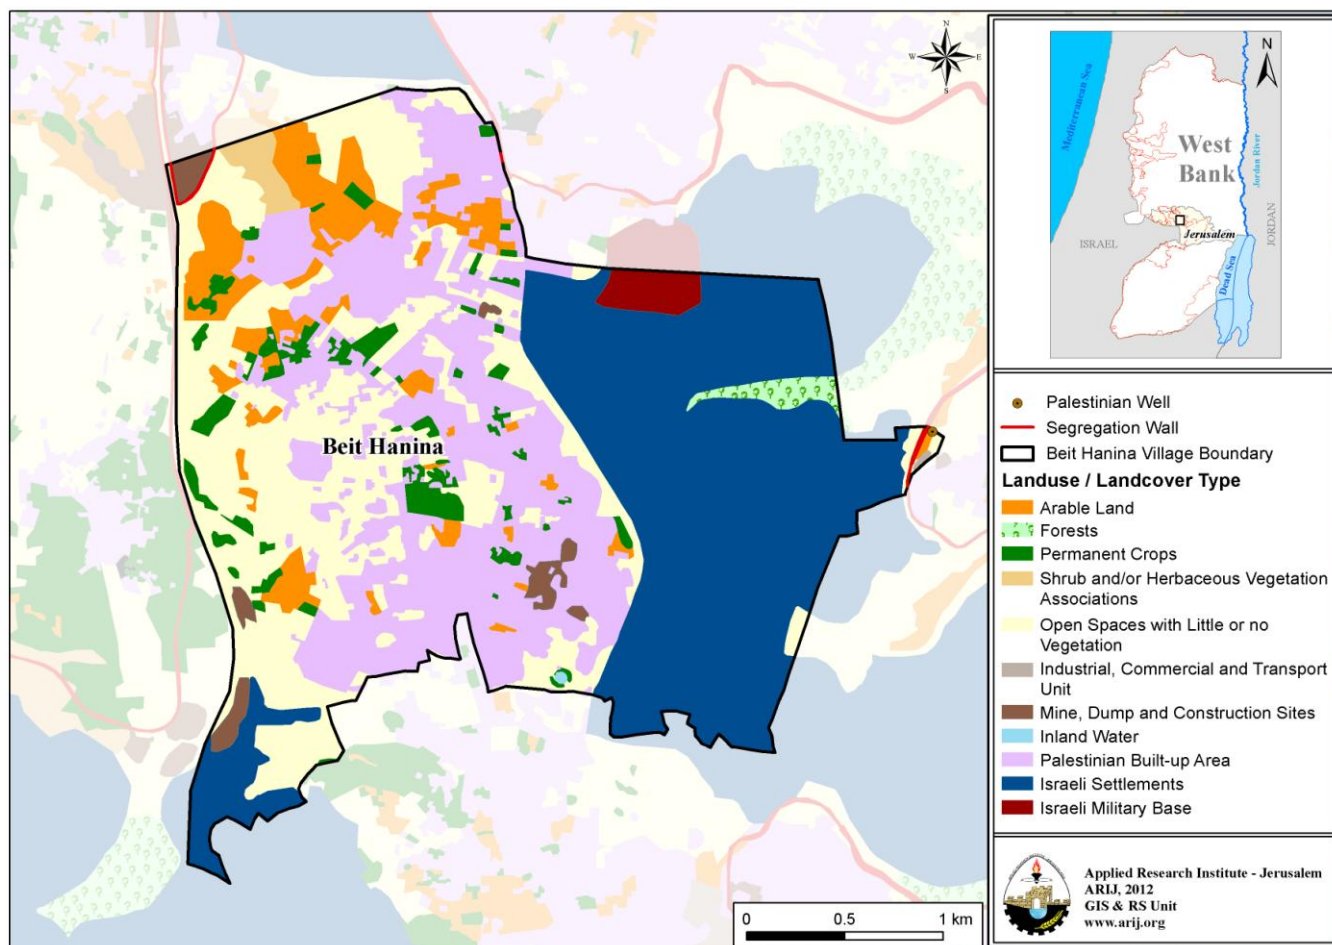 N
W
E
S
Beit Hanina
N
Mediterranean Sea
West
Bank
Jordan River
Jerusalem
ISRAEL
JORDAN
Dead Sea
Palestinian Well
Segregation Wall
Beit Hanina Village Boundary
Landuse / Landcover Type
Arable Land
Forests
Permanent Crops
Shrub and/or Herbaceous Vegetation
Associations
Open Spaces with Little or no
Vegetation
Industrial, Commercial and Transport
Unit
Mine, Dump and Construction Sites
Inland Water
Palestinian Built-up Area
Israeli Settlements
Israeli Military Base
0 0.5 1 km
Applied Research Institute - Jerusalem
ARIJ, 2012
GIS & RS Unit
www.arij.org